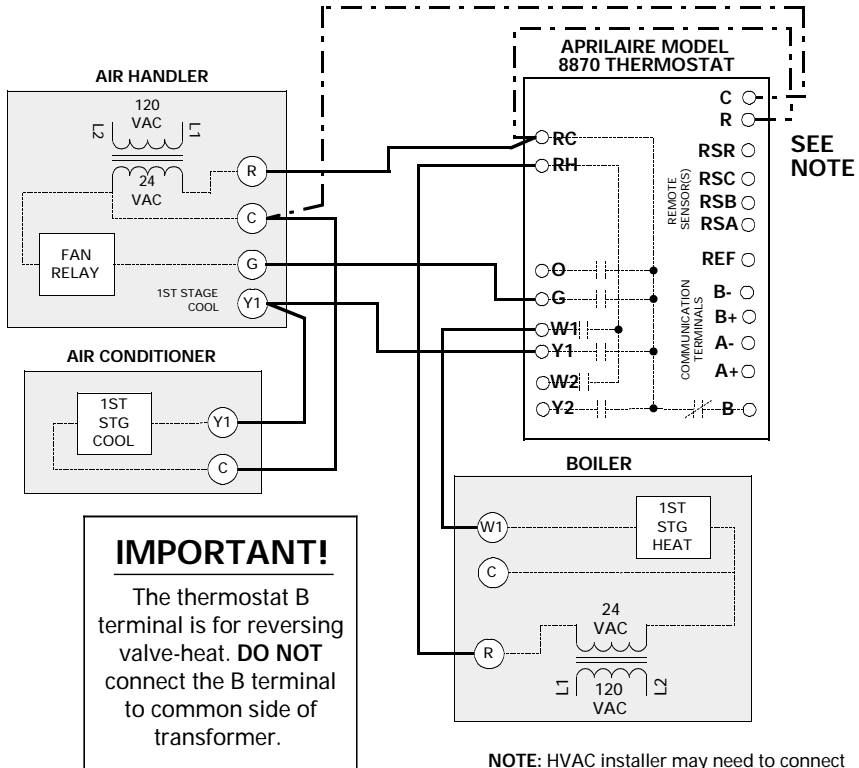 AIR HANDLER
120
VAC
L2
L1
24
VAC
R
C
G
Y1
FAN
RELAY
1ST STAGE
COOL
AIR CONDITIONER
1ST
STG
COOL
Y1
C
APRILAIRE MODEL
8870 THERMOSTAT
RC
RH
O
G
W1
Y1
W2
Y2
C
R
RSR
RSC
RSB
RSA
REF
B-
B+
A-
A+
B
REMOTE
SENSOR(S)
COMMUNICATION
TERMINALS
SEE
NOTE
BOILER
W1
C
R
1ST
STG
HEAT
24
VAC
L1
120
VAC
L2
IMPORTANT!
The thermostat B
terminal is for reversing
valve-heat. DO NOT
connect the B terminal
to common side of
transformer.
NOTE: HVAC installer may need to connect